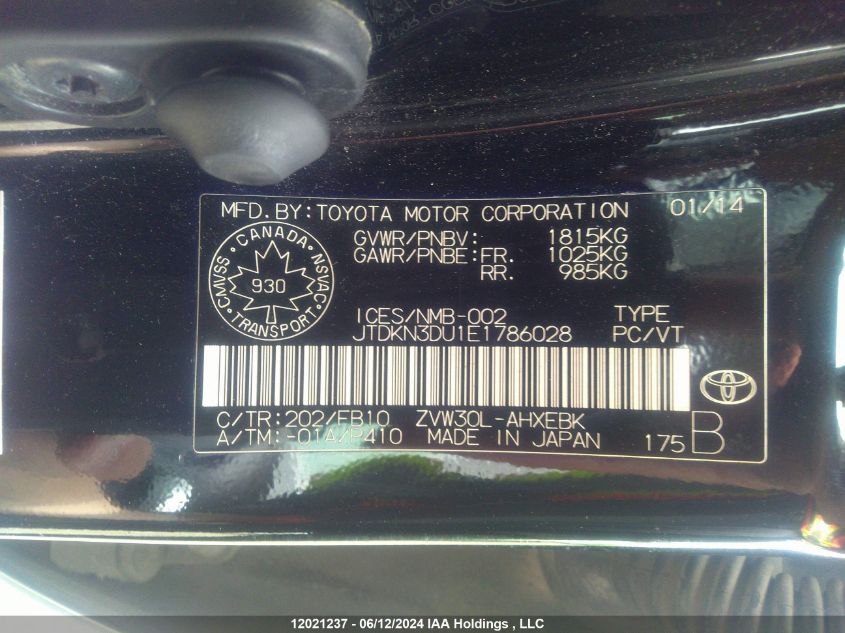 MFD.BY:TOYOTA MOTOR CORPORATION 01/14
GVWR/PNBV: 1815KG
GAWR/PNBE:FR. 1025KG
RR. 985KG
CANADA
CMVSS NSVAC
930
TRANSPORT
ICES/NMB-002 TYPE
JTDKN3DU1E1786028 PC/VT
C/TR:202/FB10 ZVW30L-AHXEBK
A/TM:-01A/P410 MADE IN JAPAN 175 B
12021237 - 06/12/2024 IAA Holdings , LLC